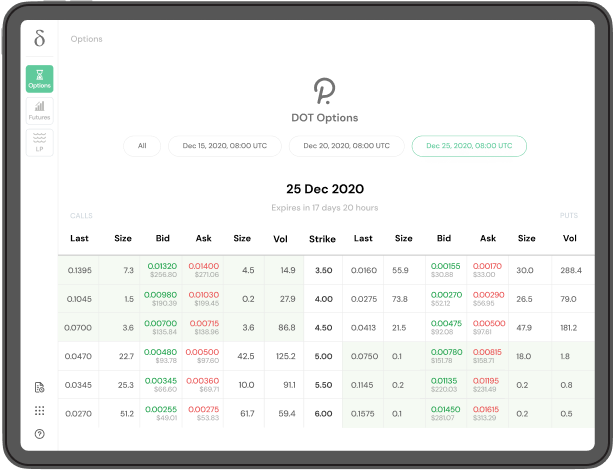 δ
Options
Options
Futures
LP
DOT Options
All
Dec 15, 2020, 08:00 UTC
Dec 20, 2020, 08:00 UTC
Dec 25, 2020, 08:00 UTC
25 Dec 2020
Expires in 17 days 20 hours
CALLS PUTS
Last Size Bid Ask Size Vol Strike Last Size Bid Ask Size Vol
0.1395 7.3 0.01320 0.01400 4.5 14.9 3.50 0.0160 55.9 0.00155 0.00170 30.0 288.4
$256.80 $271.06 $30.88 $33.00
0.1045 1.5 0.00980 0.01030 0.2 27.9 4.00 0.0270 73.8 0.00270 0.00290 26.5 79.0
$190.39 $199.45 $52.12 $56.95
0.0700 3.6 0.00700 0.00715 3.6 86.8 4.50 0.0413 21.5 0.00475 0.00500 47.9 181.2
$135.84 $138.96 $92.08 $97.61
0.0470 22.7 0.00480 0.00500 42.5 125.2 5.00 0.0750 0.1 0.00780 0.00815 18.0 1.8
$93.78 $97.60 $151.78 $158.71
0.0345 25.3 0.00345 0.00360 10.0 91.1 5.50 0.1145 0.2 0.01135 0.01195 0.2 0.8
$66.60 $69.71 $220.03 $231.49
0.0270 51.2 0.00255 0.00275 61.7 59.4 6.00 0.1575 0.1 0.01450 0.01615 0.2 0.5
$49.01 $53.83 $281.07 $313.29